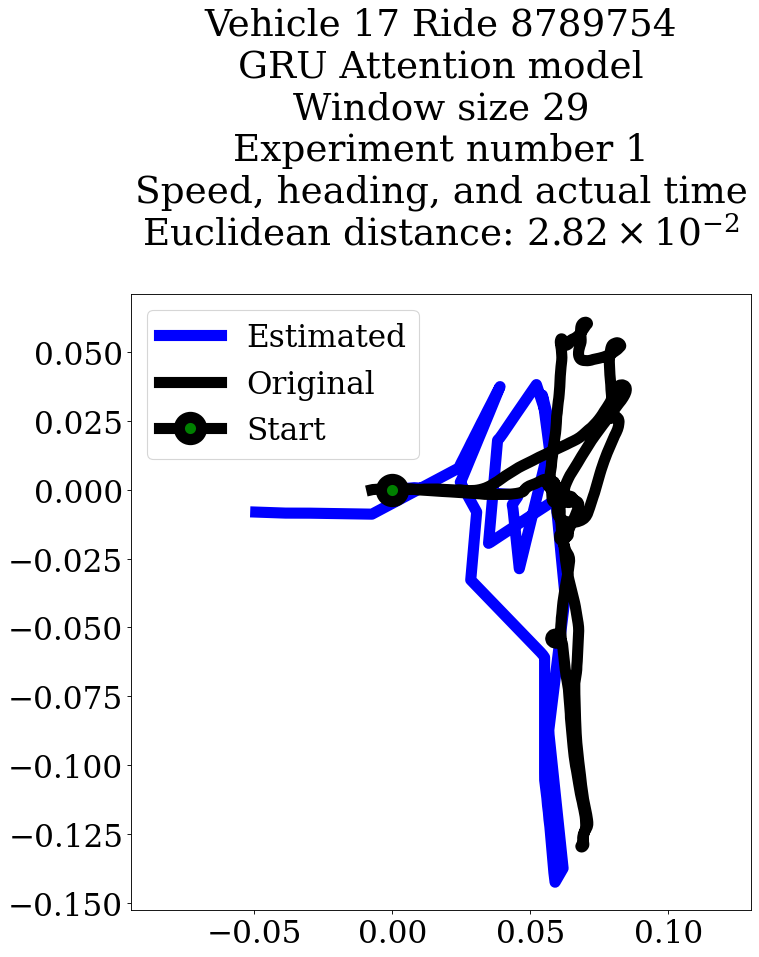 Vehicle 17 Ride 8789754
GRU Attention model
Window size 29
Experiment number 1
Speed, heading, and actual time
Euclidean distance: 2.82 × 10⁻²
Estimated
Original
Start
0.050
0.025
0.000
−0.025
−0.050
−0.075
−0.100
−0.125
−0.150
−0.05 0.00 0.05 0.10